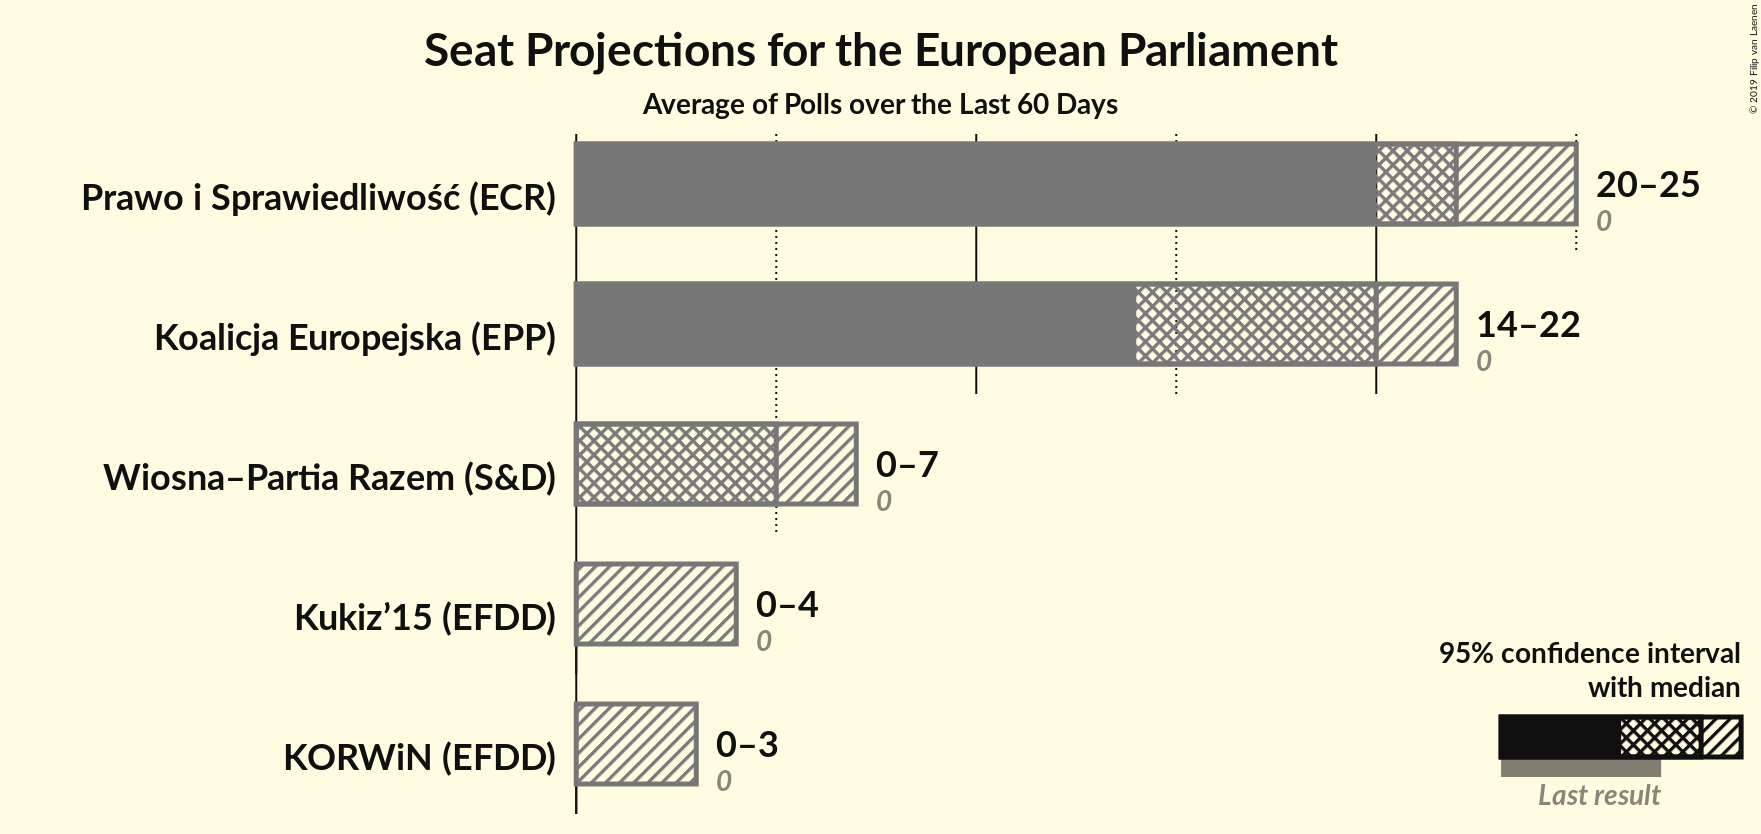 Seat Projections for the European Parliament
Average of Polls over the Last 60 Days
© 2019 Filip van Laenen
Prawo i Sprawiedliwość (ECR)
20–25
0
Koalicja Europejska (EPP)
14–22
0
Wiosna–Partia Razem (S&D)
0–7
0
Kukiz’15 (EFDD)
0–4
0
KORWiN (EFDD)
0–3
0
95% confidence interval
with median
Last result